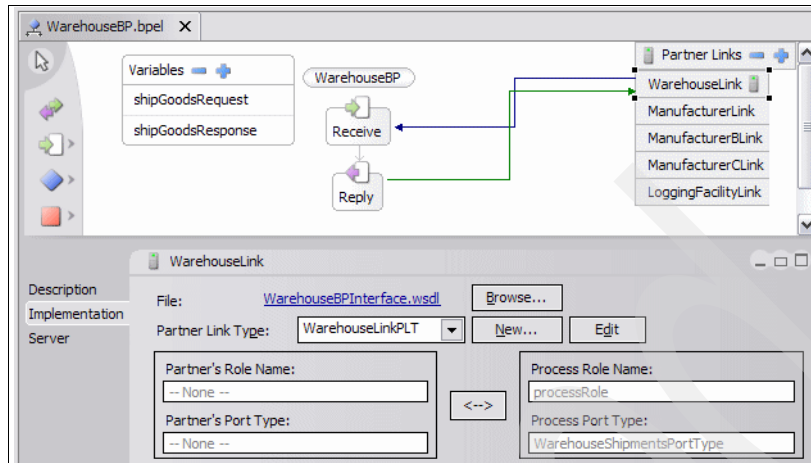 WarehouseBP.bpel X
Partner Links
Variables
WarehouseBP
WarehouseLink
shipGoodsRequest
ManufacturerLink
shipGoodsResponse
Receive
ManufacturerBLink
ManufacturerCLink
Reply
LoggingFacilityLink
WarehouseLink
Description
File: WarehouseBPInterface.wsdl Browse...
Implementation
Partner Link Type: WarehouseLinkPLT New... Edit
Server
Partner's Role Name:
Process Role Name:
-- None --
<-->
processRole
Partner's Port Type:
Process Port Type:
-- None --
WarehouseShipmentsPortType